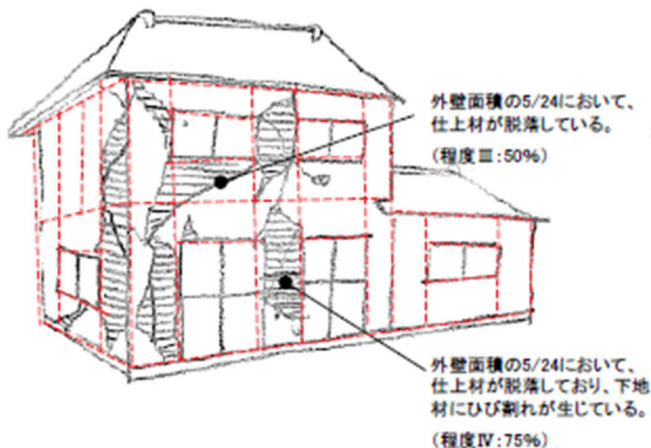 外壁面積の5/24において、
仕上材が脱落している。
(程度Ⅲ:50%)
外壁面積の5/24において、
仕上材が脱落しており、下地
材にひび割れが生じている。
(程度Ⅳ:75%)